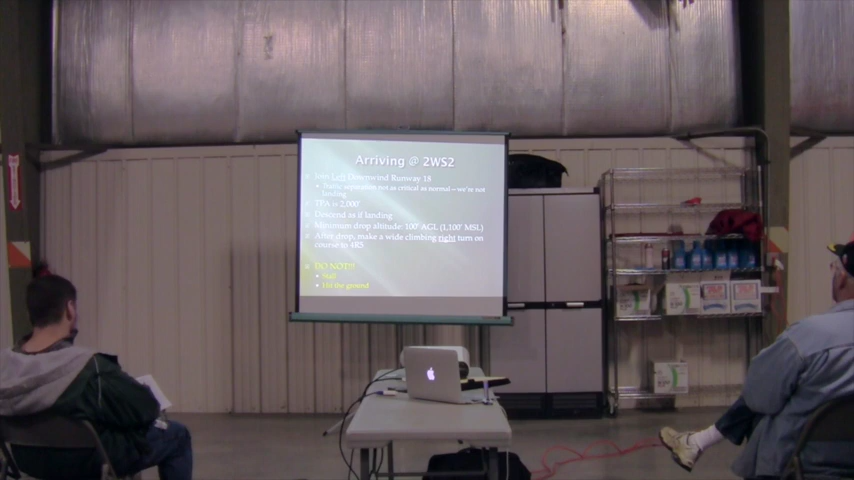 Arriving @ 2WS2
Join Left Downwind Runway 18
Traffic separation not as critical as normal – we're not
landing
TPA is 2,000'
Descend as if landing
Minimum drop altitude: 100' AGL (1,100' MSL)
After drop, make a wide climbing right turn on
course to 4R5
DO NOT!!!
Stall
Hit the ground